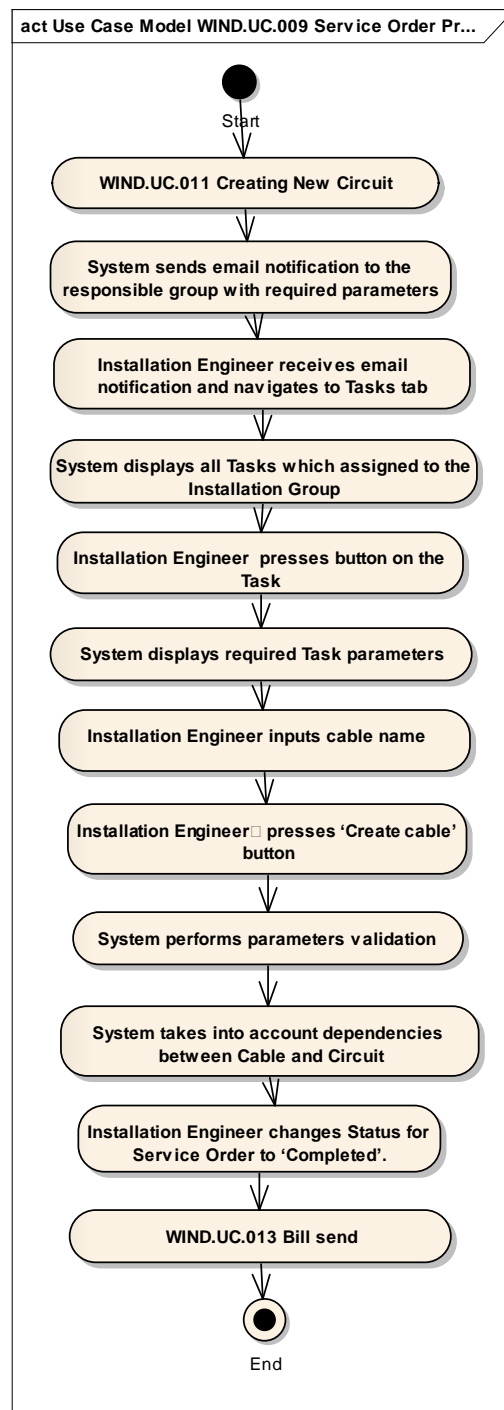 act Use Case Model WIND.UC.009 Service Order Pr...
Start
WIND.UC.011 Creating New Circuit
System sends email notification to the
responsible group with required parameters
Installation Engineer receives email
notification and navigates to Tasks tab
System displays all Tasks which assigned to the
Installation Group
Installation Engineer presses button on the
Task
System displays required Task parameters
Installation Engineer inputs cable name
Installation Engineer□ presses ‘Create cable’
button
System performs parameters validation
System takes into account dependencies
between Cable and Circuit
Installation Engineer changes Status for
Service Order to ‘Completed’.
WIND.UC.013 Bill send
End